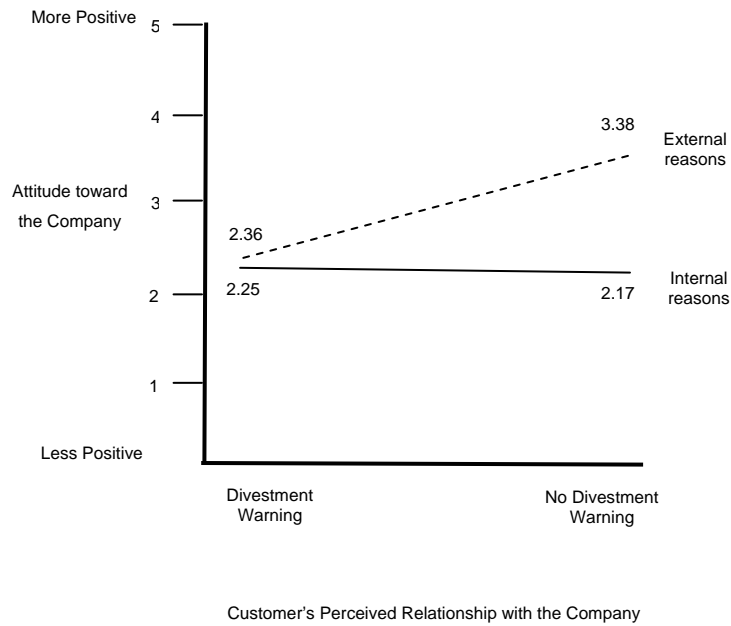 More Positive
5
4
3.38
External
reasons
Attitude toward
the Company
3
2.36
2.25
2
2.17
Internal
reasons
1
Less Positive
Divestment
Warning
No Divestment
Warning
Customer’s Perceived Relationship with the Company